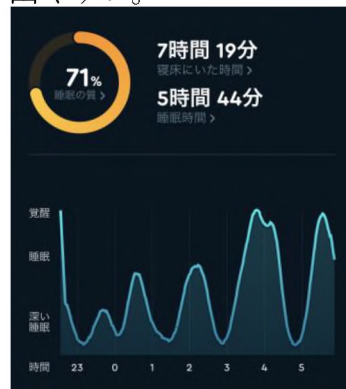 71%
睡眠の質 >
7時間 19分
寝床にいた時間 >
5時間 44分
睡眠時間 >
覚醒
睡眠
深い
睡眠
時間 23 0 1 2 3 4 5